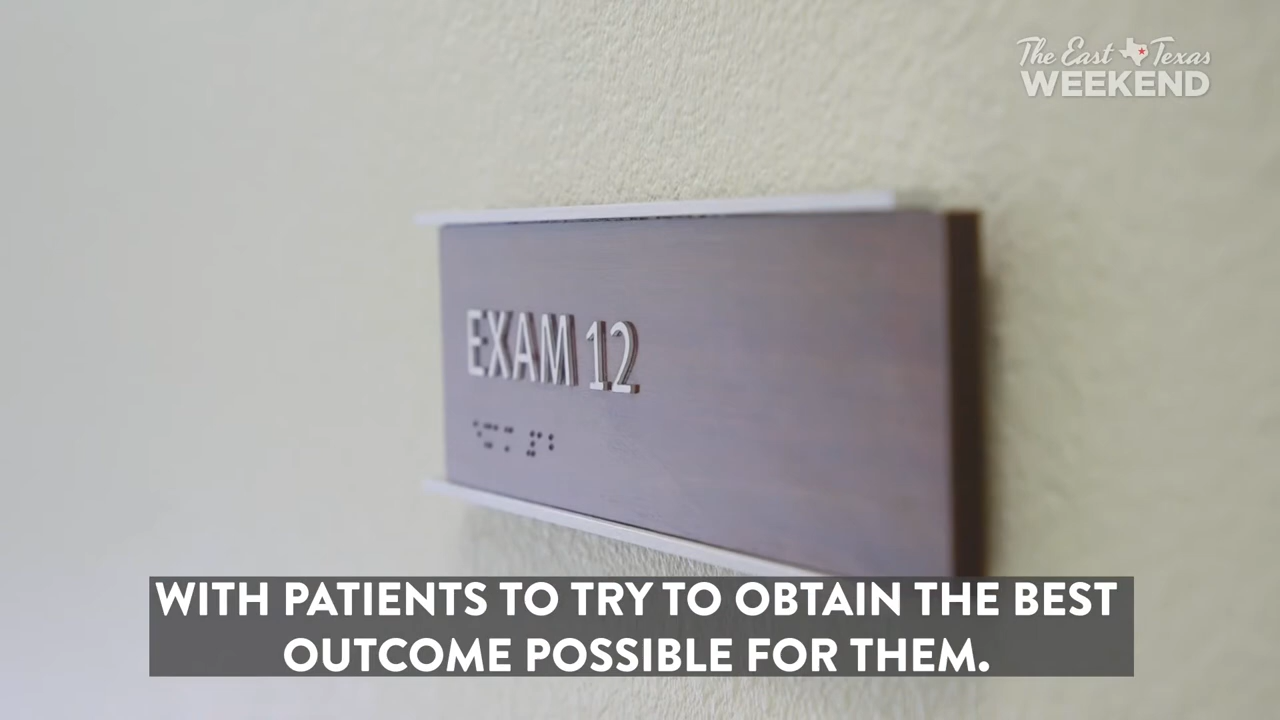 The East Texas
WEEKEND
EXAM 12
WITH PATIENTS TO TRY TO OBTAIN THE BEST
OUTCOME POSSIBLE FOR THEM.